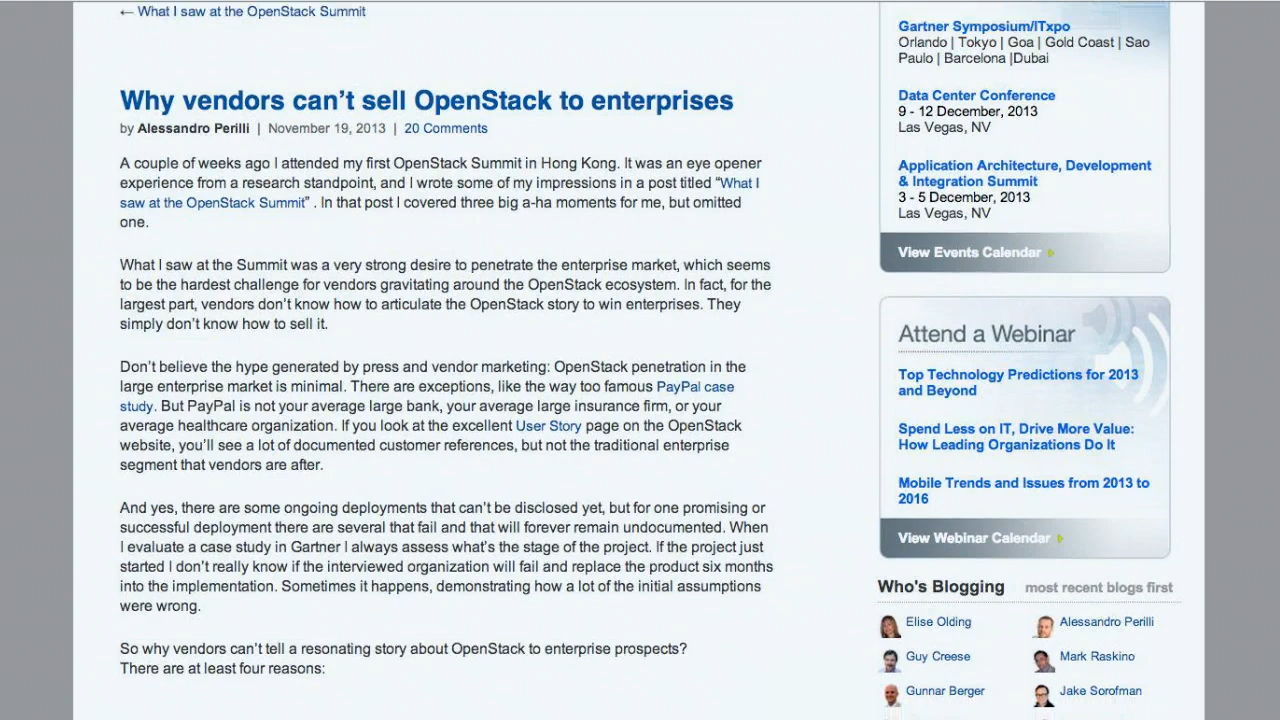 ← What I saw at the OpenStack Summit
Why vendors can’t sell OpenStack to enterprises
by Alessandro Perilli | November 19, 2013 | 20 Comments
A couple of weeks ago I attended my first OpenStack Summit in Hong Kong. It was an eye opener
experience from a research standpoint, and I wrote some of my impressions in a post titled “What I
saw at the OpenStack Summit” . In that post I covered three big a-ha moments for me, but omitted
one.
What I saw at the Summit was a very strong desire to penetrate the enterprise market, which seems
to be the hardest challenge for vendors gravitating around the OpenStack ecosystem. In fact, for the
largest part, vendors don’t know how to articulate the OpenStack story to win enterprises. They
simply don’t know how to sell it.
Don’t believe the hype generated by press and vendor marketing: OpenStack penetration in the
large enterprise market is minimal. There are exceptions, like the way too famous PayPal case
study. But PayPal is not your average large bank, your average large insurance firm, or your
average healthcare organization. If you look at the excellent User Story page on the OpenStack
website, you’ll see a lot of documented customer references, but not the traditional enterprise
segment that vendors are after.
And yes, there are some ongoing deployments that can’t be disclosed yet, but for one promising or
successful deployment there are several that fail and that will forever remain undocumented. When
I evaluate a case study in Gartner I always assess what’s the stage of the project. If the project just
started I don’t really know if the interviewed organization will fail and replace the product six months
into the implementation. Sometimes it happens, demonstrating how a lot of the initial assumptions
were wrong.
So why vendors can’t tell a resonating story about OpenStack to enterprise prospects?
There are at least four reasons:
Gartner Symposium/ITxpo
Orlando | Tokyo | Goa | Gold Coast | Sao
Paulo | Barcelona |Dubai
Data Center Conference
9 - 12 December, 2013
Las Vegas, NV
Application Architecture, Development
& Integration Summit
3 - 5 December, 2013
Las Vegas, NV
View Events Calendar
Attend a Webinar
Top Technology Predictions for 2013
and Beyond
Spend Less on IT, Drive More Value:
How Leading Organizations Do It
Mobile Trends and Issues from 2013 to
2016
View Webinar Calendar
Who's Blogging most recent blogs first
Elise Olding Alessandro Perilli
Guy Creese Mark Raskino
Gunnar Berger Jake Sorofman